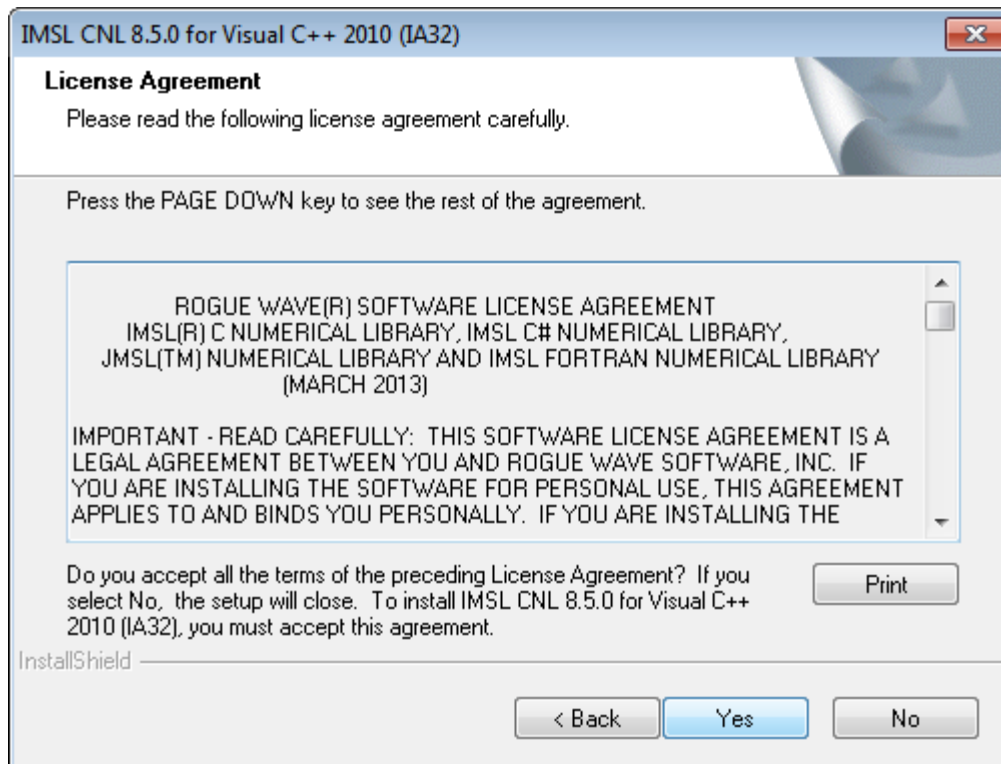 IMSL CNL 8.5.0 for Visual C++ 2010 (IA32)
License Agreement
Please read the following license agreement carefully.
Press the PAGE DOWN key to see the rest of the agreement.
ROGUE WAVE(R) SOFTWARE LICENSE AGREEMENT
IMSL(R) C NUMERICAL LIBRARY, IMSL C# NUMERICAL LIBRARY,
JMSL(TM) NUMERICAL LIBRARY AND IMSL FORTRAN NUMERICAL LIBRARY
(MARCH 2013)
IMPORTANT - READ CAREFULLY:  THIS SOFTWARE LICENSE AGREEMENT IS A
LEGAL AGREEMENT BETWEEN YOU AND ROGUE WAVE SOFTWARE, INC.  IF
YOU ARE INSTALLING THE SOFTWARE FOR PERSONAL USE, THIS AGREEMENT
APPLIES TO AND BINDS YOU PERSONALLY.  IF YOU ARE INSTALLING THE
Do you accept all the terms of the preceding License Agreement?  If you
select No,  the setup will close.  To install IMSL CNL 8.5.0 for Visual C++
2010 (IA32), you must accept this agreement.
Print
InstallShield
< Back
Yes
No